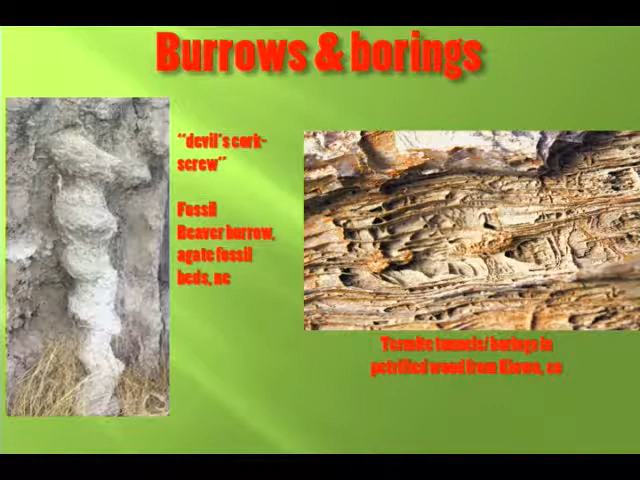 Burrows & borings
"devil's cork-
screw"
Fossil
Beaver burrow,
agate fossil
beds, ne
Termite tunnels/ borings in
petrified wood from Kiowa, co